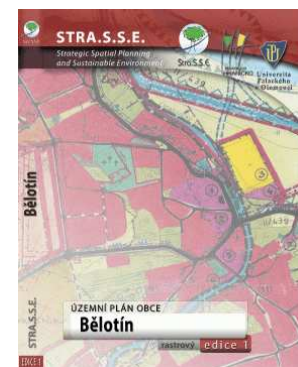 STRA.S.S.E.
Strategic Spatial Planning
and Sustainable Environment
Stra.S.S.E
Univerzita
Palackého
v Olomouci
Bělotín
ÚZEMNÍ PLÁN OBCE
Bělotín
rastrový edice 1
STRA.S.S.E.
EDICE 1